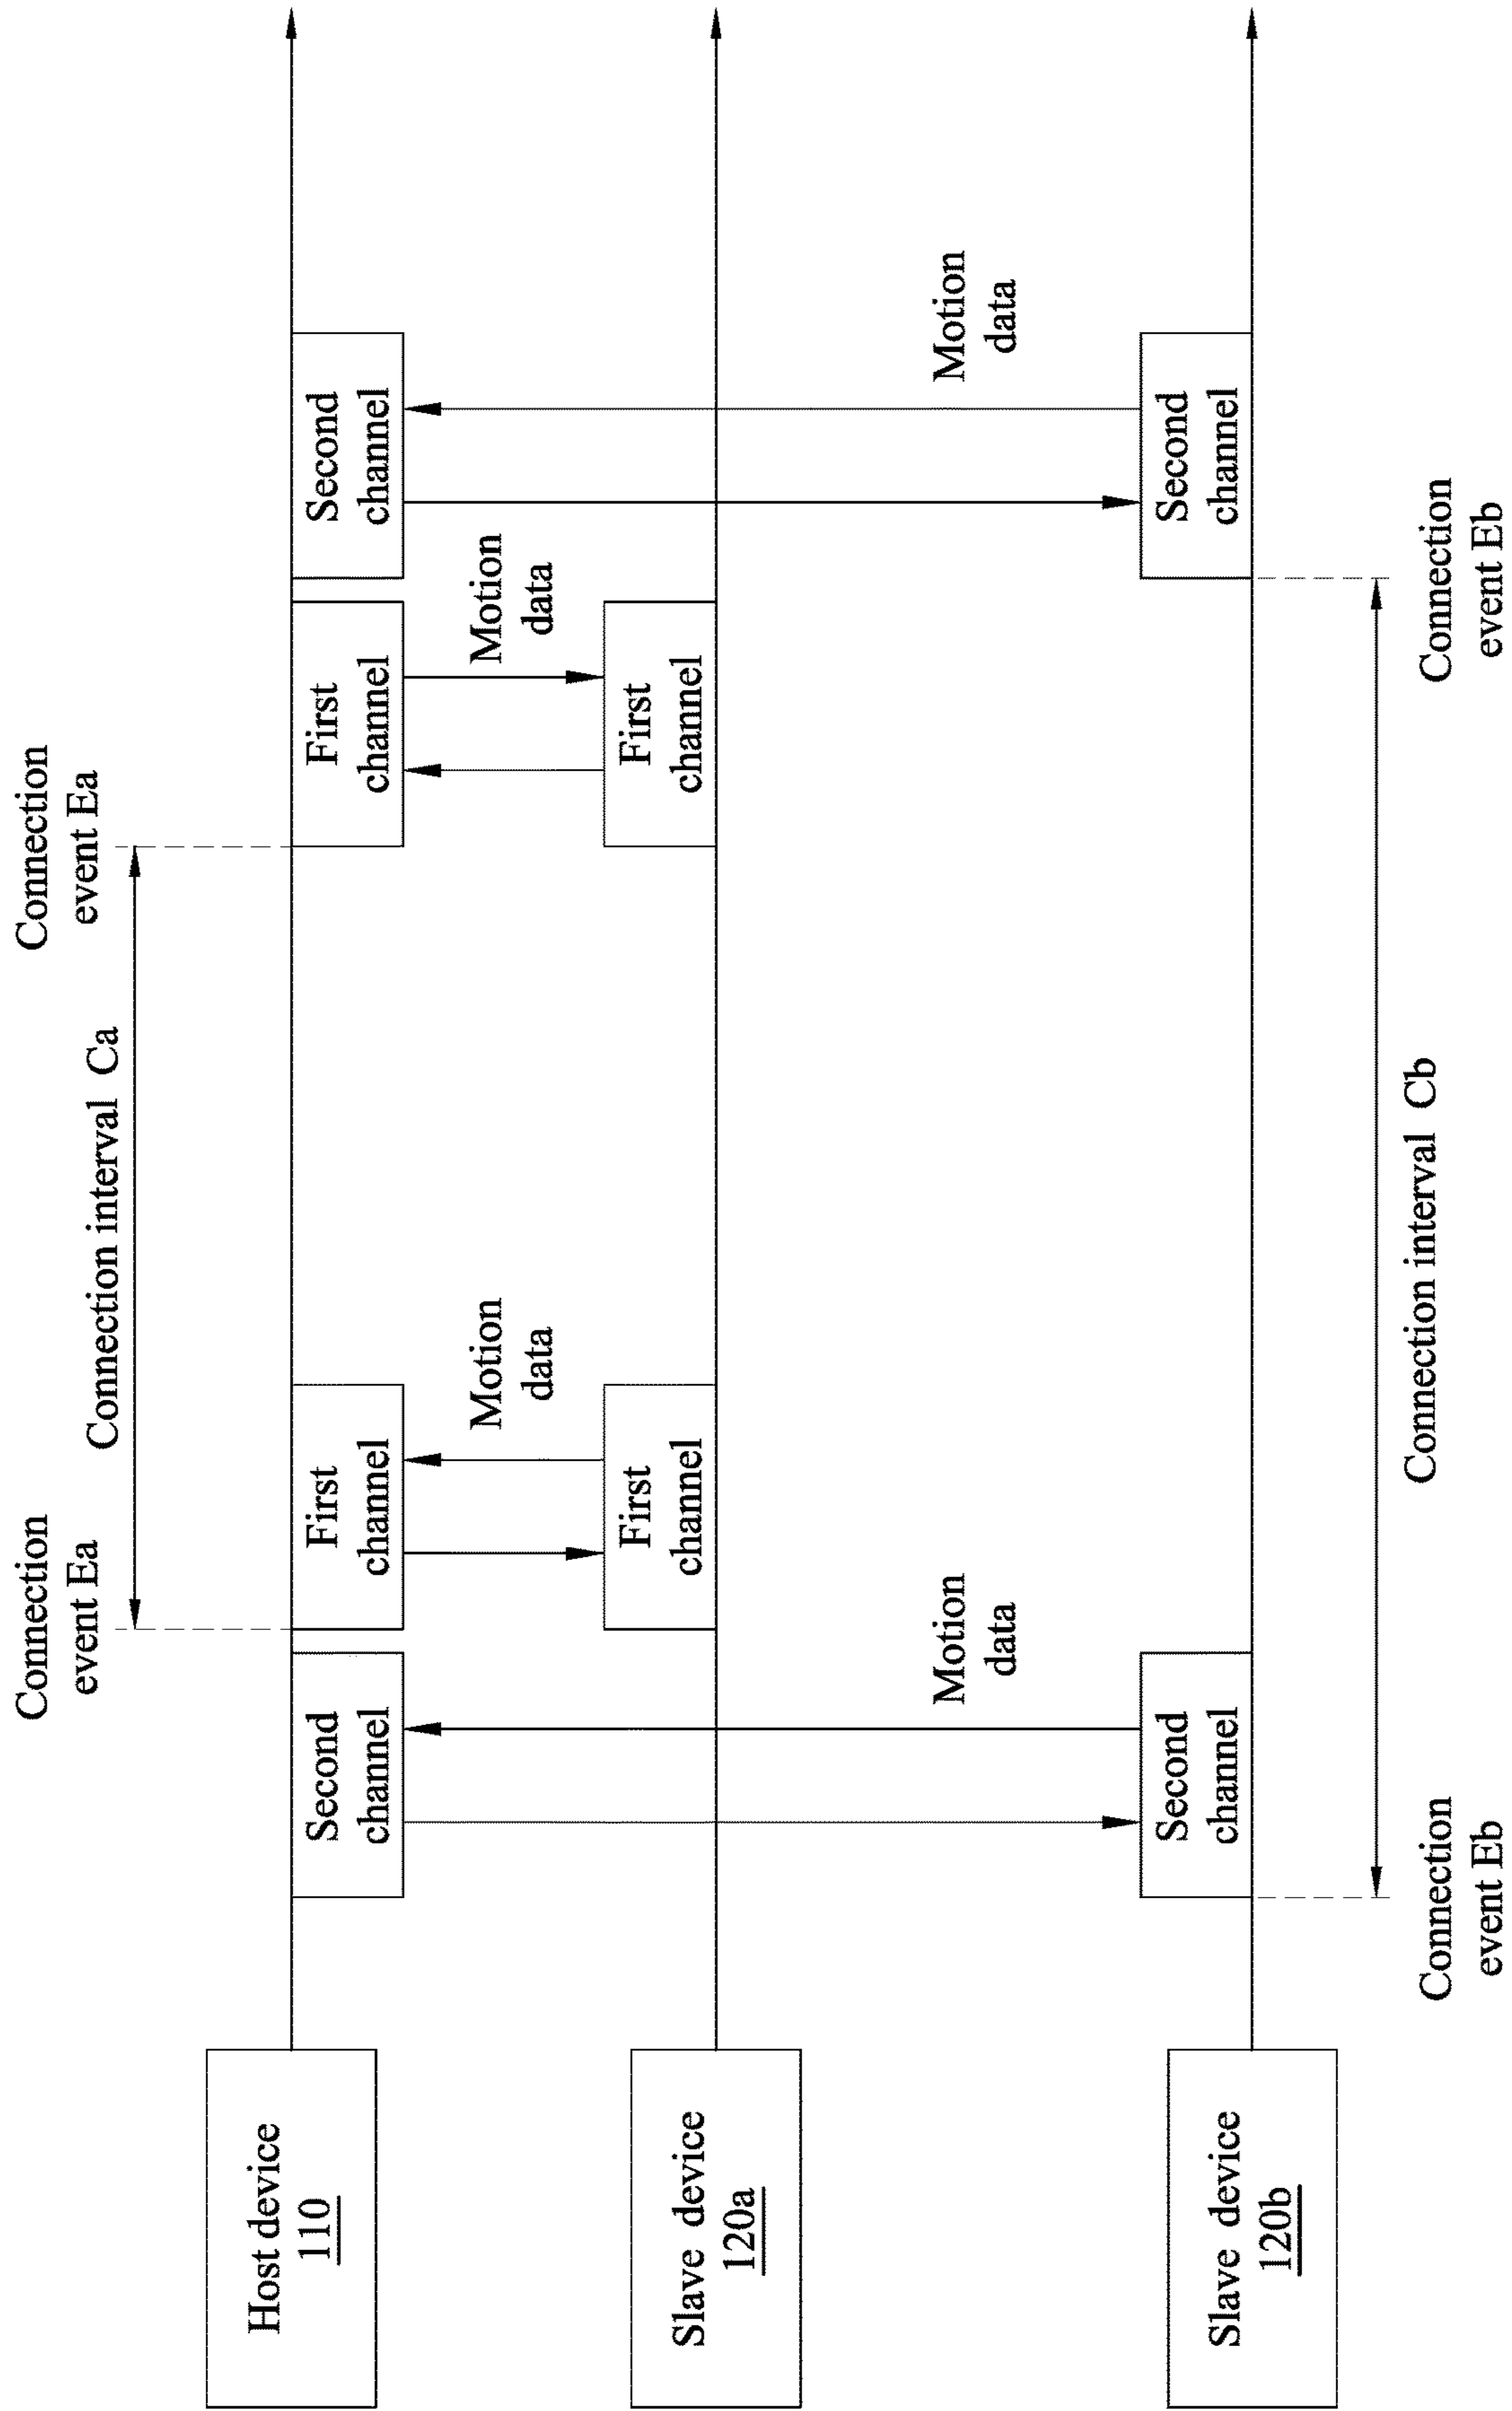 Connection
event Ea
Connection interval Ca
Connection
event Ea
Host device
110
Second
channel
First
channel
First
channel
Second
channel
Motion
data
Motion
data
First
channel
First
channel
Slave device
120a
Motion
data
Motion
data
Second
channel
Second
channel
Slave device
120b
Connection interval Cb
Connection
event Eb
Connection
event Eb